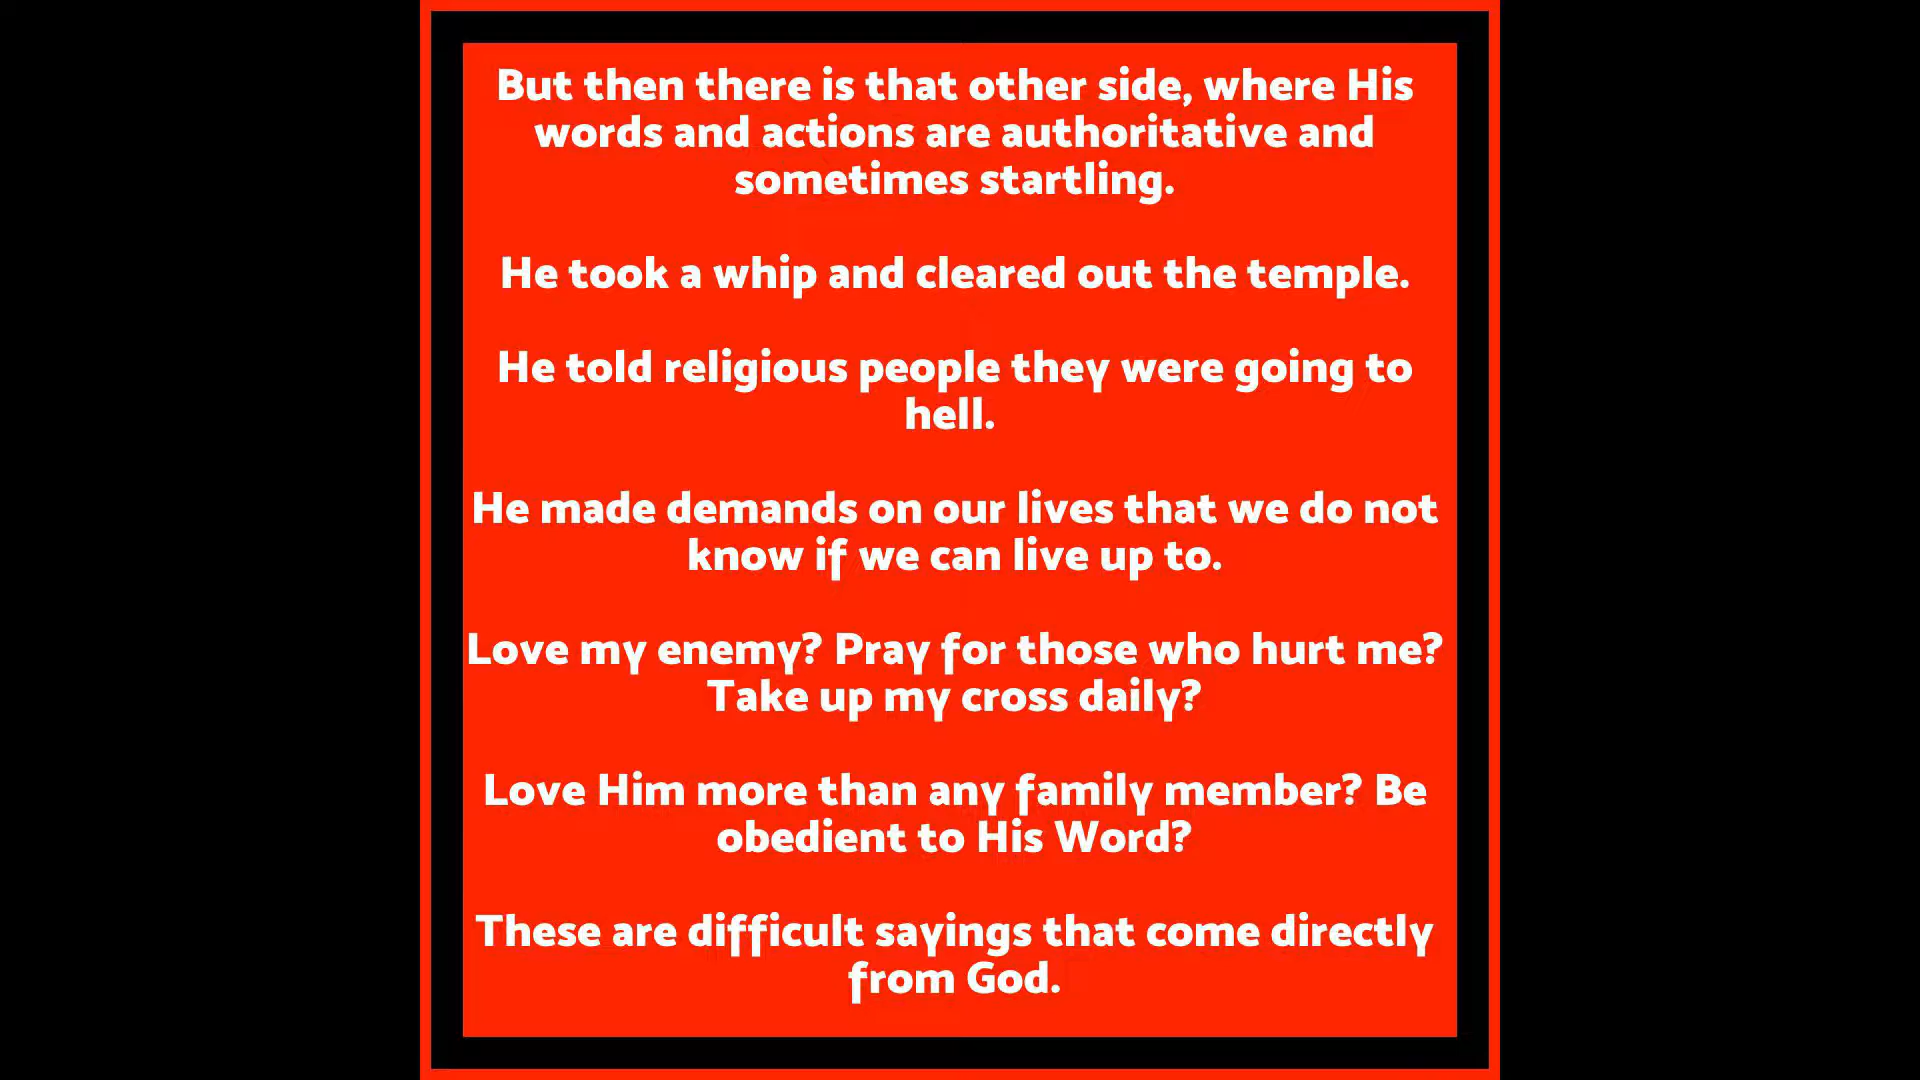 But then there is that other side, where His
words and actions are authoritative and
sometimes startling.
He took a whip and cleared out the temple.
He told religious people they were going to
hell.
He made demands on our lives that we do not
know if we can live up to.
Love my enemy? Pray for those who hurt me?
Take up my cross daily?
Love Him more than any family member? Be
obedient to His Word?
These are difficult sayings that come directly
from God.